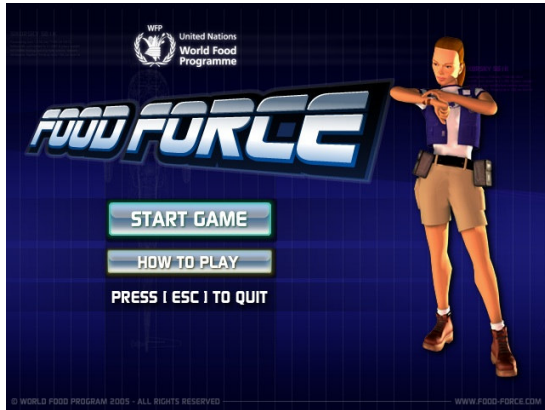 WFP
United Nations
World Food
Programme
FOOD FORCE
START GAME
HOW TO PLAY
PRESS [ ESC ] TO QUIT
© WORLD FOOD PROGRAM 2005 - ALL RIGHTS RESERVED
WWW.FOOD-FORCE.COM